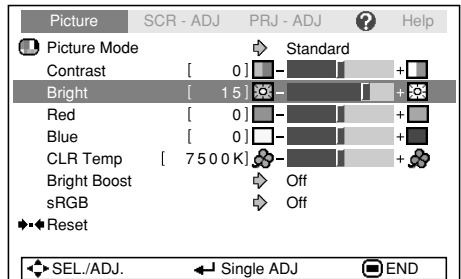 Picture SCR - ADJ PRJ - ADJ ? Help
Picture Mode Standard
Contrast [ 0] - +
Bright [ 15] - +
Red [ 0] - +
Blue [ 0] - +
CLR Temp [ 7500K] - +
Bright Boost Off
sRGB Off
Reset
SEL./ADJ. Single ADJ END